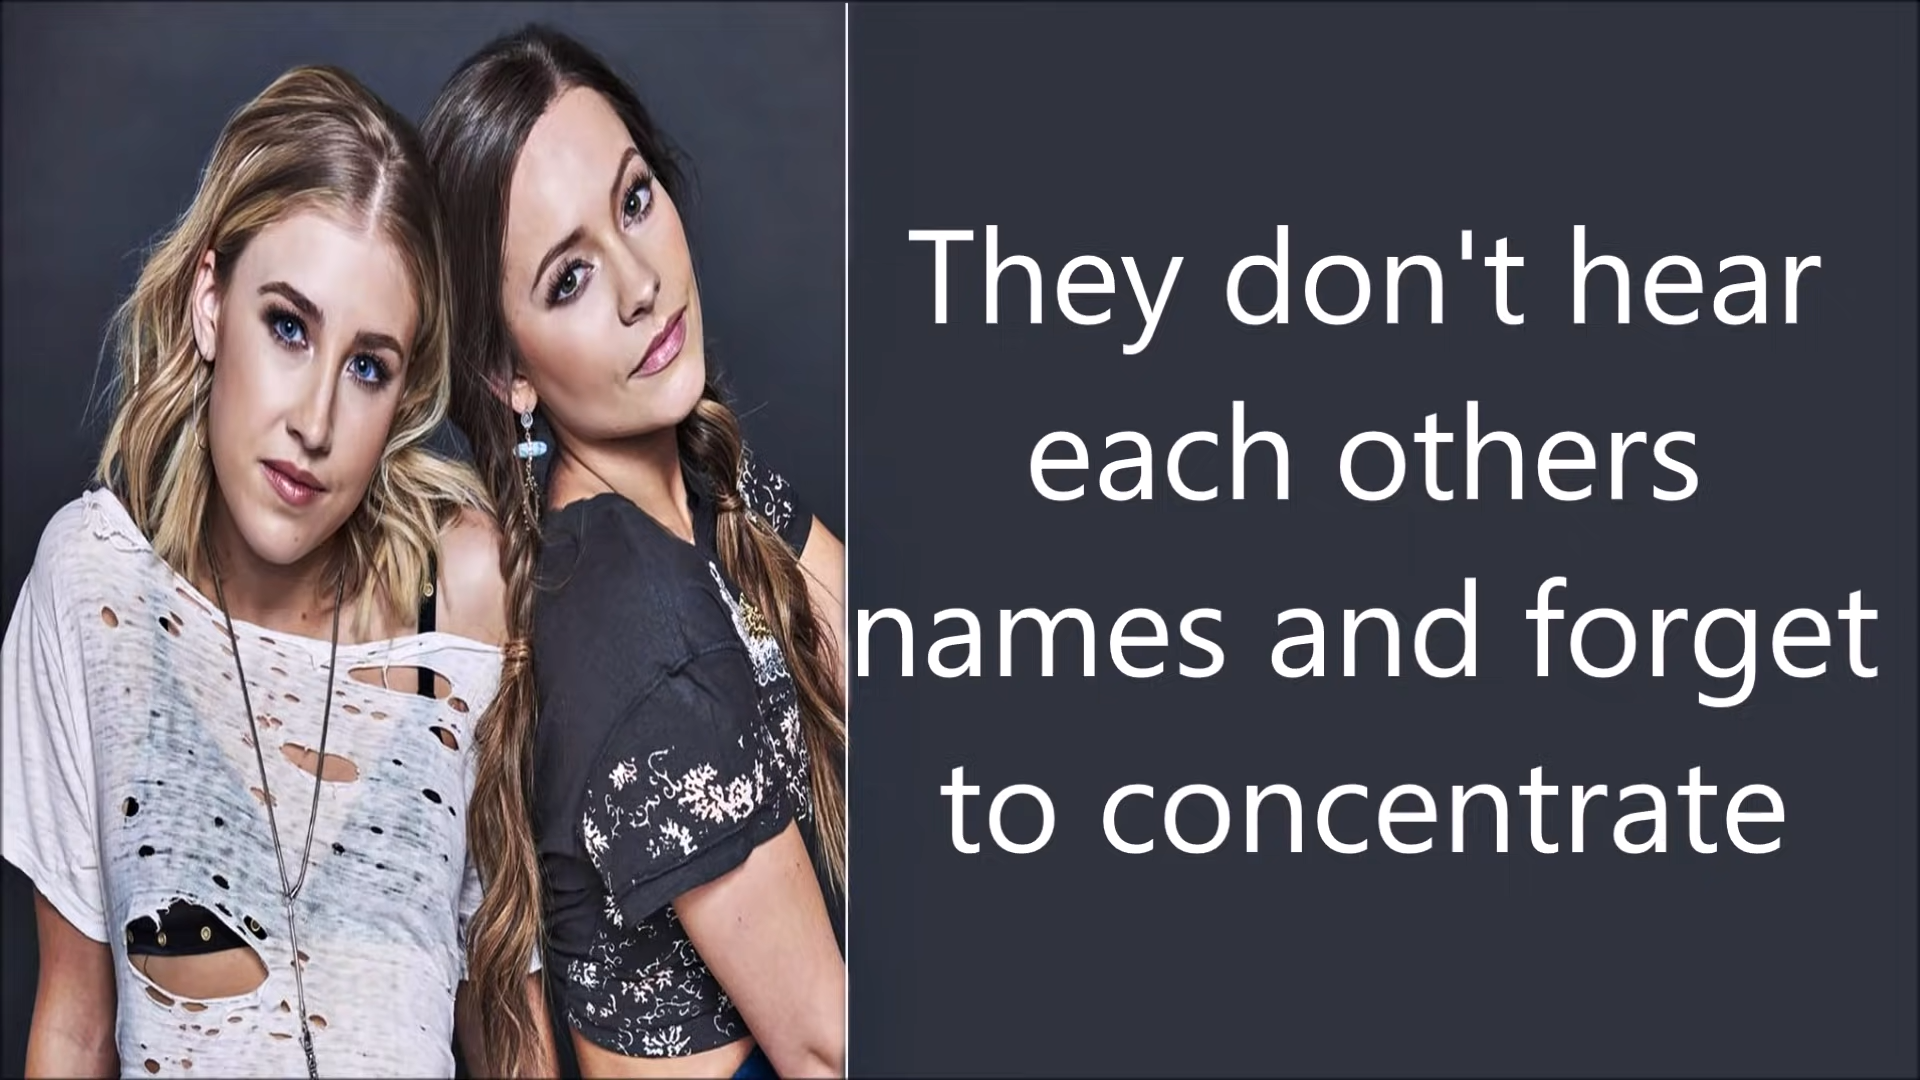 They don't hear
each others
names and forget
to concentrate